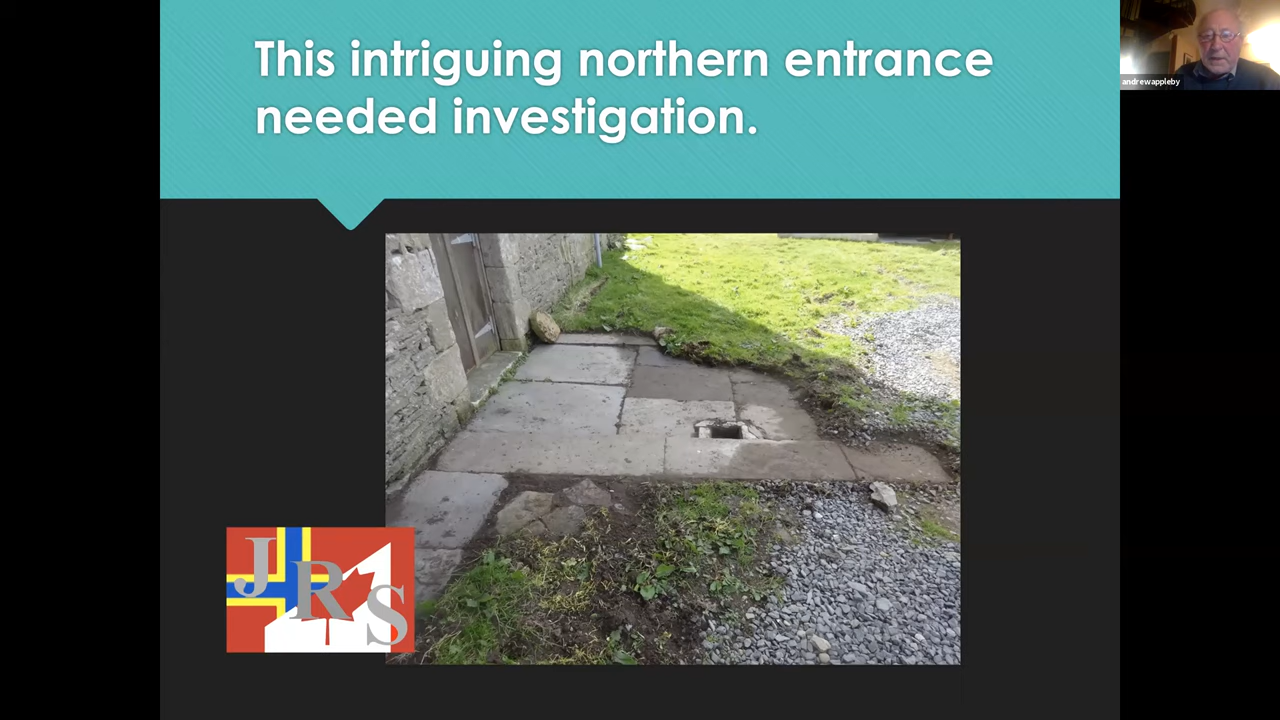 This intriguing northern entrance
needed investigation.
andrewappleby
JRS